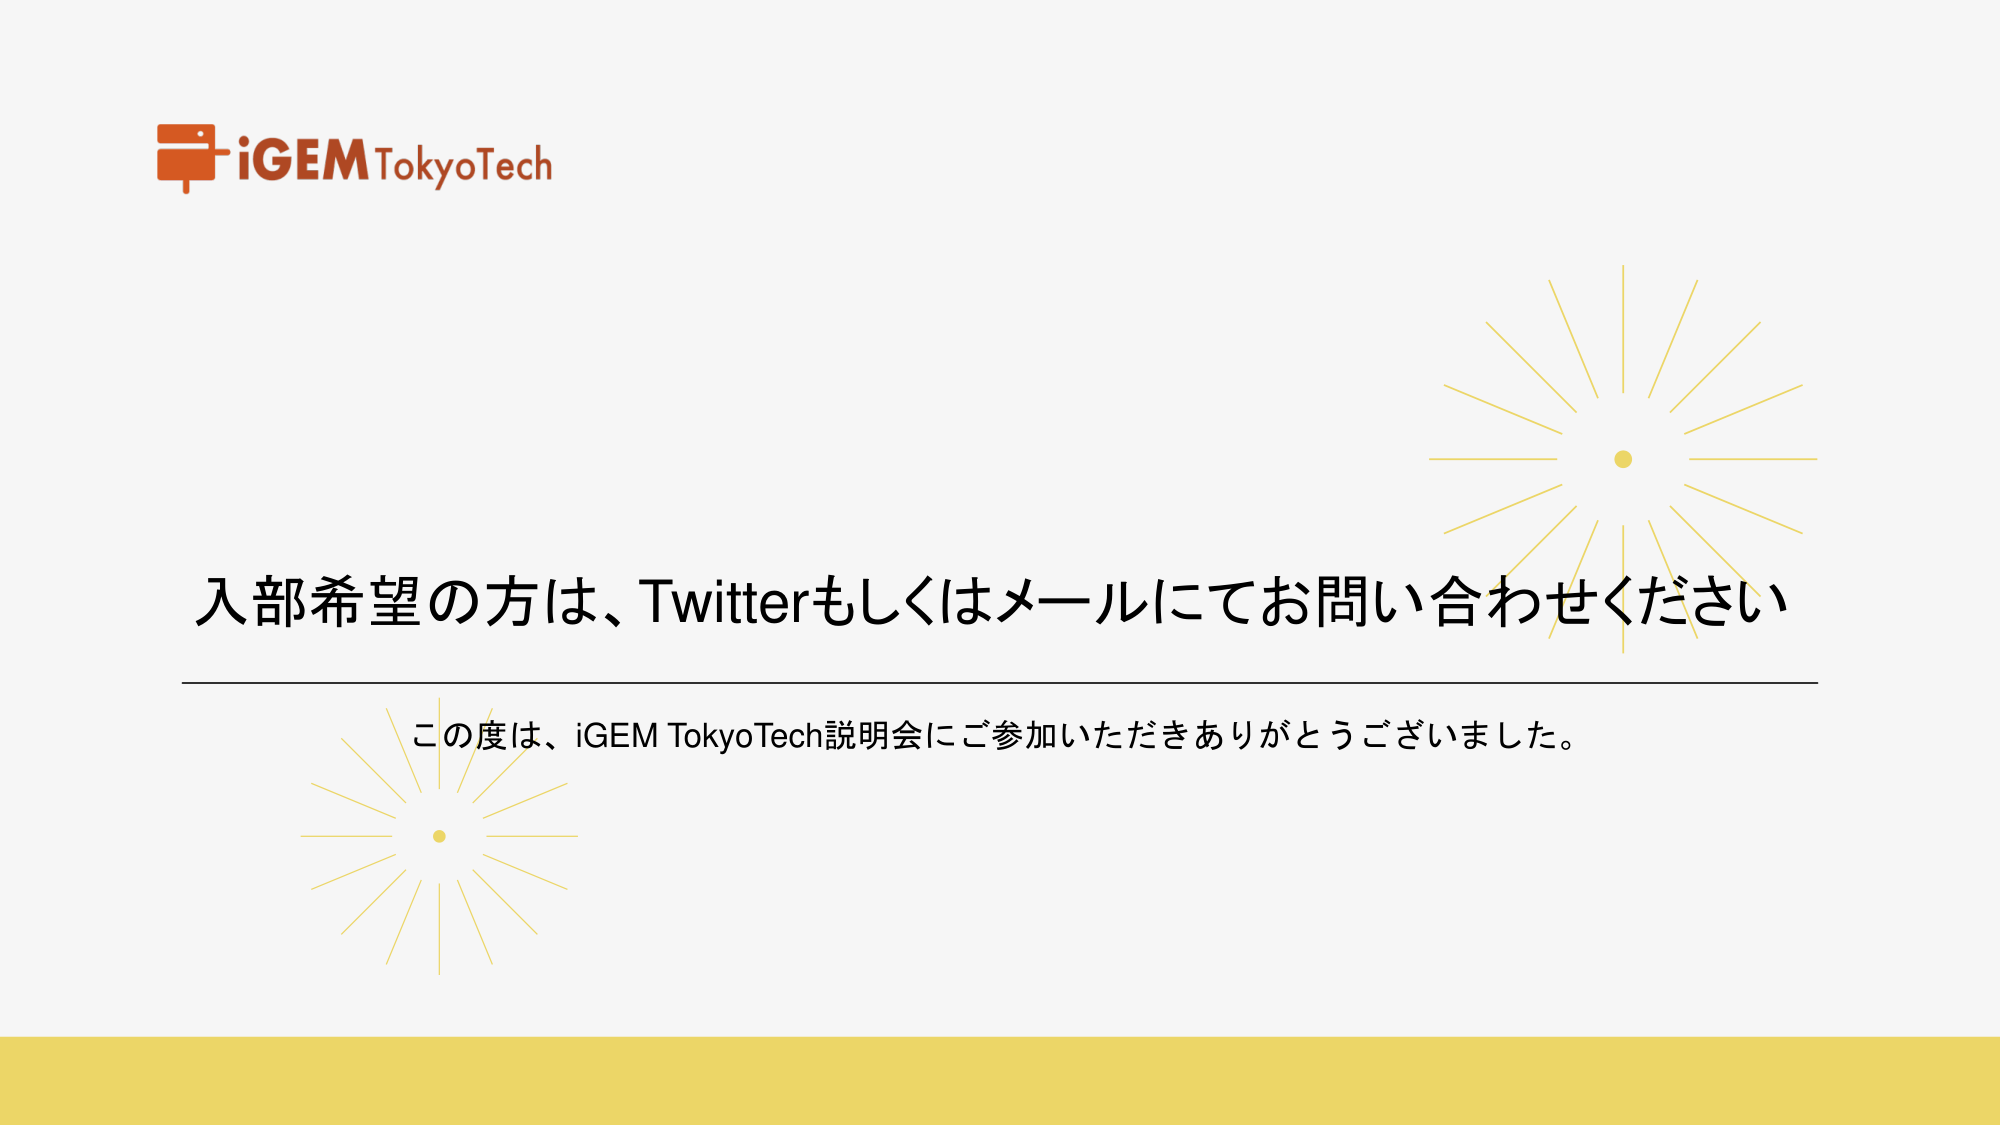 iGEM TokyoTech
入部希望の方は、Twitterもしくはメールにてお問い合わせください
この度は、iGEM TokyoTech説明会にご参加いただきありがとうございました。